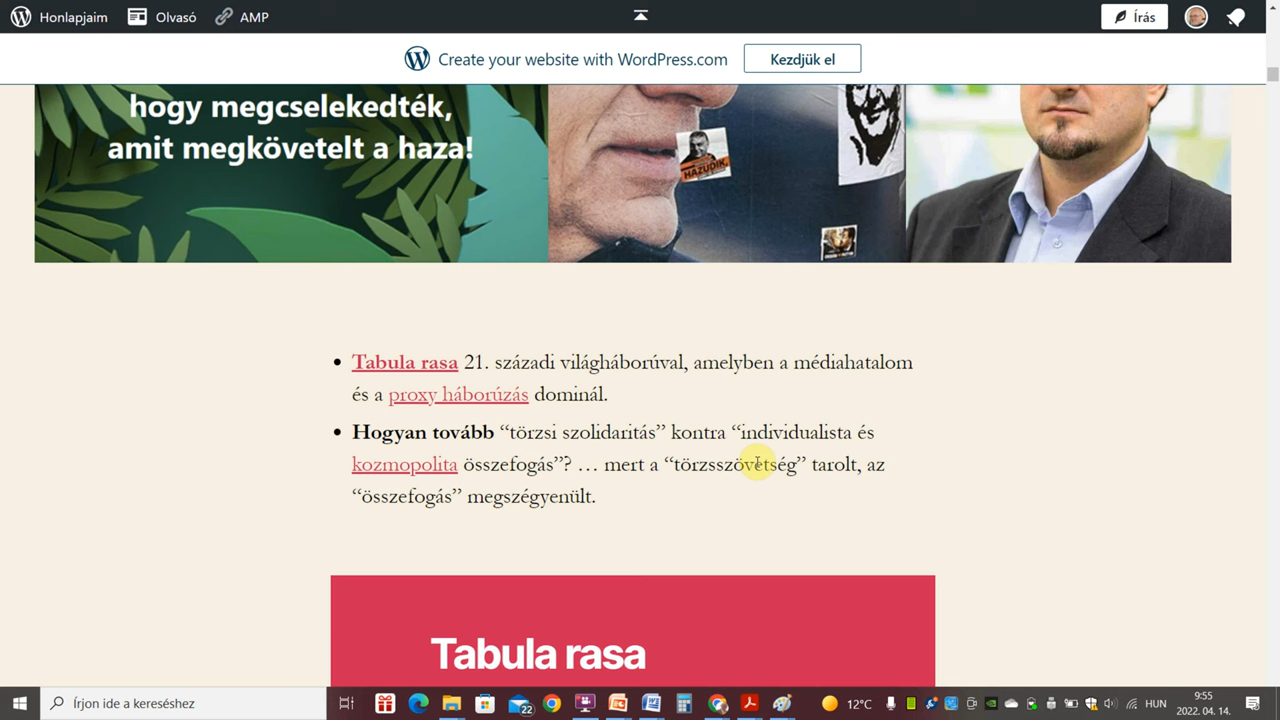 Honlapjaim
Olvasó
AMP
Írás
Create your website with WordPress.com
Kezdjük el
hogy megcselekedték,
amit megkövetelt a haza!
HAZUDIK.
Tabula rasa 21. századi világháborúval, amelyben a médiahatalom
és a proxy háborúzás dominál.
Hogyan tovább “törzsi szolidaritás” kontra “individualista és
kozmopolita összefogás”? … mert a “törzsszövetség” tarolt, az
“összefogás” megszégyenült.
Tabula rasa
Írjon ide a kereséshez
22
12°C
HUN
9:55
2022. 04. 14.